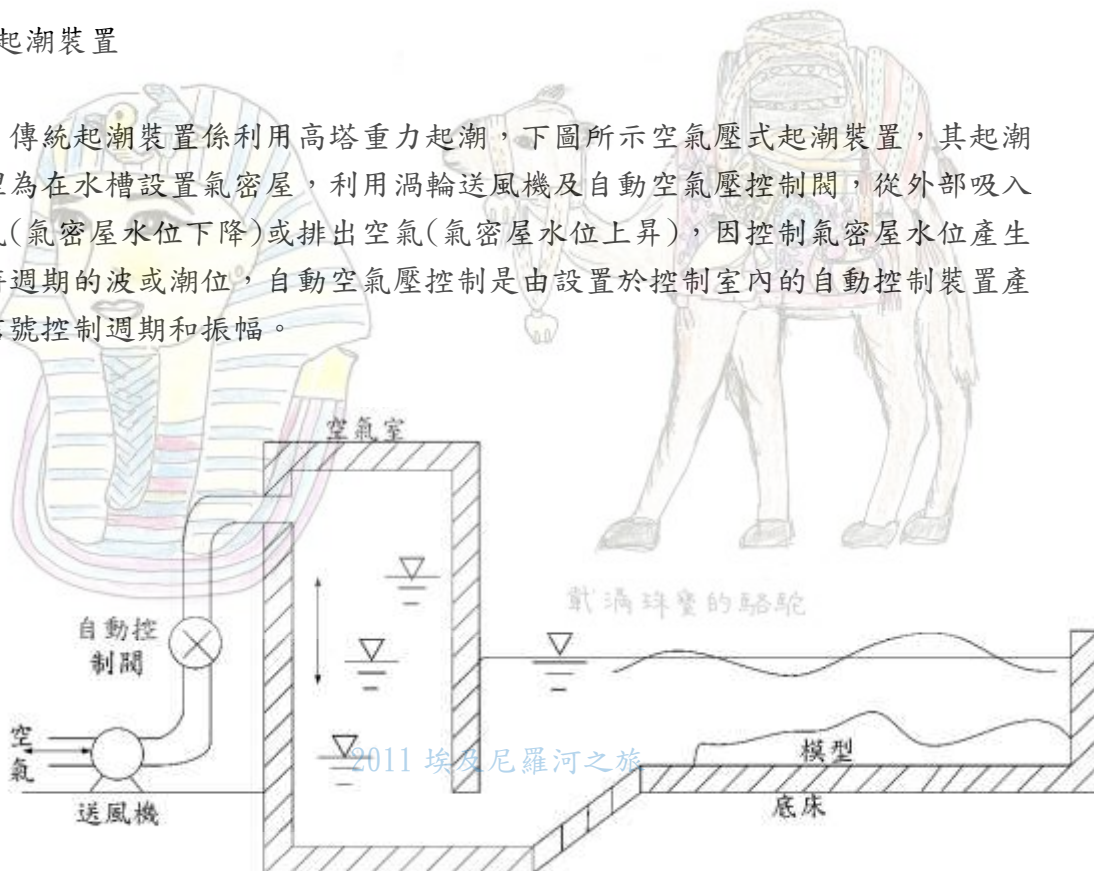 起潮裝置
傳統起潮裝置係利用高塔重力起潮，下圖所示空氣壓式起潮裝置，其起潮
為在水槽設置氣密屋，利用渦輪送風機及自動空氣壓控制閥，從外部吸入
(氣密屋水位下降)或排出空氣(氣密屋水位上昇)，因控制氣密屋水位產生
週期的波或潮位，自動空氣壓控制是由設置於控制室內的自動控制裝置產
號控制週期和振幅。
空氣室
載滿珠寶的駱駝
自動控
制閥
空
氣
送風機
2011 埃及尼羅河之旅
模型
底床